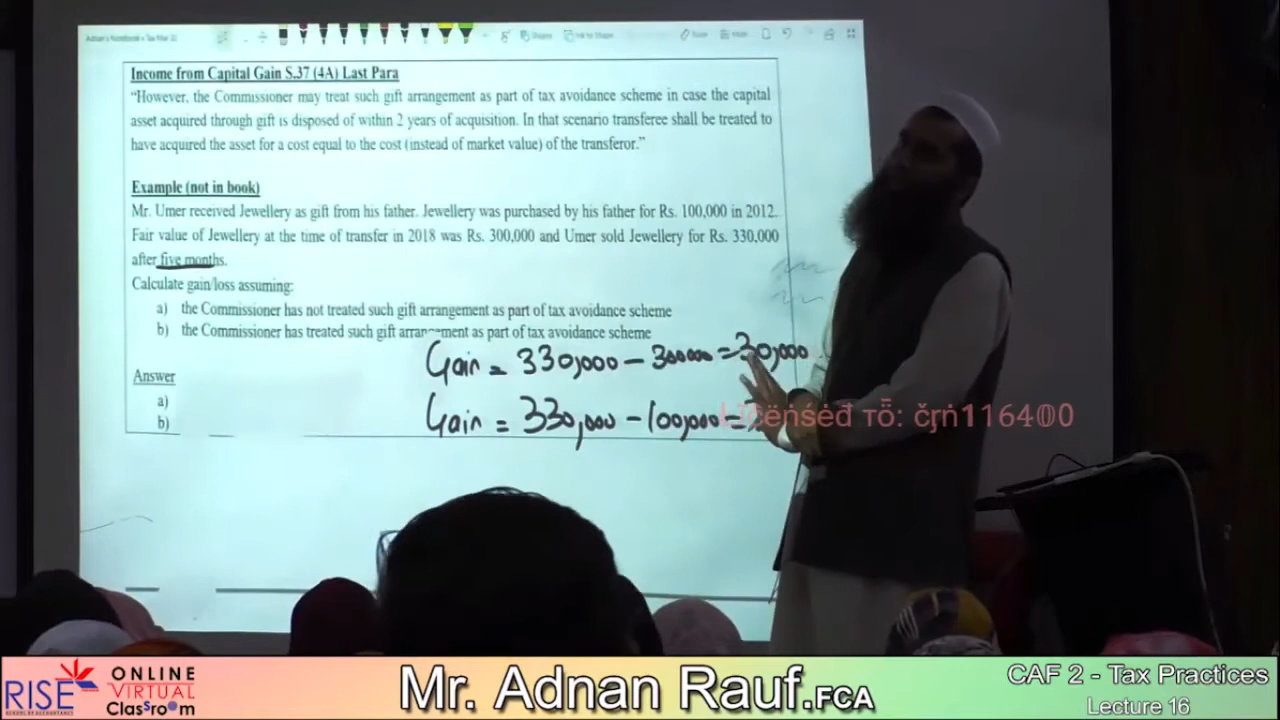 Adnan's Notebook » Tax Mar 20
Income from Capital Gain S.37 (4A) Last Para
"However, the Commissioner may treat such gift arrangement as part of tax avoidance scheme in case the capital
asset acquired through gift is disposed of within 2 years of acquisition. In that scenario transferee shall be treated to
have acquired the asset for a cost equal to the cost (instead of market value) of the transferor."
Example (not in book)
Mr. Umer received Jewellery as gift from his father. Jewellery was purchased by his father for Rs. 100,000 in 2012.
Fair value of Jewellery at the time of transfer in 2018 was Rs. 300,000 and Umer sold Jewellery for Rs. 330,000
after five months.
Calculate gain/loss assuming:
a) the Commissioner has not treated such gift arrangement as part of tax avoidance scheme
b) the Commissioner has treated such gift arrangement as part of tax avoidance scheme
Gain = 330,000 - 300000 = 30,000
Answer
a)
b)
Gain = 330,000 - 100,000 =
Ŀïċëṅśėđ тȪ: črṅ116400
RISE
ONLINE
VIRTUAL
Classroom
Mr. Adnan Rauf.FCA
CAF 2 - Tax Practices
Lecture 16